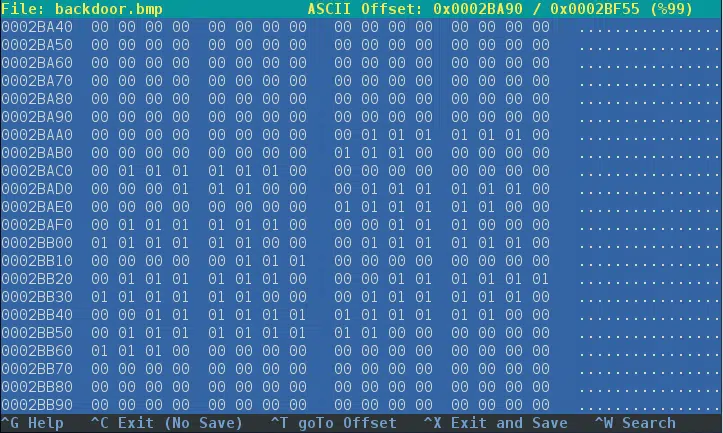 File: backdoor.bmp ASCII Offset: 0x0002BA90 / 0x0002BF55 (%99)
0002BA40 00 00 00 00 00 00 00 00 00 00 00 00 00 00 00 00 ................
0002BA50 00 00 00 00 00 00 00 00 00 00 00 00 00 00 00 00 ................
0002BA60 00 00 00 00 00 00 00 00 00 00 00 00 00 00 00 00 ................
0002BA70 00 00 00 00 00 00 00 00 00 00 00 00 00 00 00 00 ................
0002BA80 00 00 00 00 00 00 00 00 00 00 00 00 00 00 00 00 ................
0002BA90 00 00 00 00 00 00 00 00 00 00 00 00 00 00 00 00 ................
0002BAA0 00 00 00 00 00 00 00 00 00 01 01 01 01 01 01 00 ................
0002BAB0 00 00 00 00 00 00 00 00 01 01 01 00 00 00 00 00 ................
0002BAC0 00 01 01 01 01 01 01 00 00 00 00 00 00 00 00 00 ................
0002BAD0 00 00 00 00 00 00 00 00 00 01 01 01 01 01 01 00 ................
0002BAE0 00 00 00 00 00 00 00 00 01 01 01 01 00 00 00 00 ................
0002BAF0 00 01 01 01 01 01 01 00 00 00 00 00 00 00 00 00 ................
0002BB00 01 01 01 01 01 00 00 00 00 01 01 01 01 01 01 00 ................
0002BB10 00 00 00 00 00 01 01 01 00 00 00 00 00 00 00 00 ................
0002BB20 00 01 01 01 01 01 01 00 00 00 01 01 01 01 01 01 ................
0002BB30 01 01 01 01 01 01 00 00 00 01 01 01 01 01 01 00 ................
0002BB40 00 00 01 01 01 01 01 01 01 01 01 01 01 00 00 00 ................
0002BB50 00 01 01 01 01 01 01 01 01 01 01 00 00 00 00 00 ................
0002BB60 01 01 01 00 00 00 00 00 00 00 00 00 00 00 00 00 ................
0002BB70 00 00 00 00 00 00 00 00 00 00 00 00 00 00 00 00 ................
0002BB80 00 00 00 00 00 00 00 00 00 00 00 00 00 00 00 00 ................
0002BB90 00 00 00 00 00 00 00 00 00 00 00 00 00 00 00 00 ................
^G Help ^C Exit (No Save) ^T goTo Offset ^X Exit and Save ^W Search